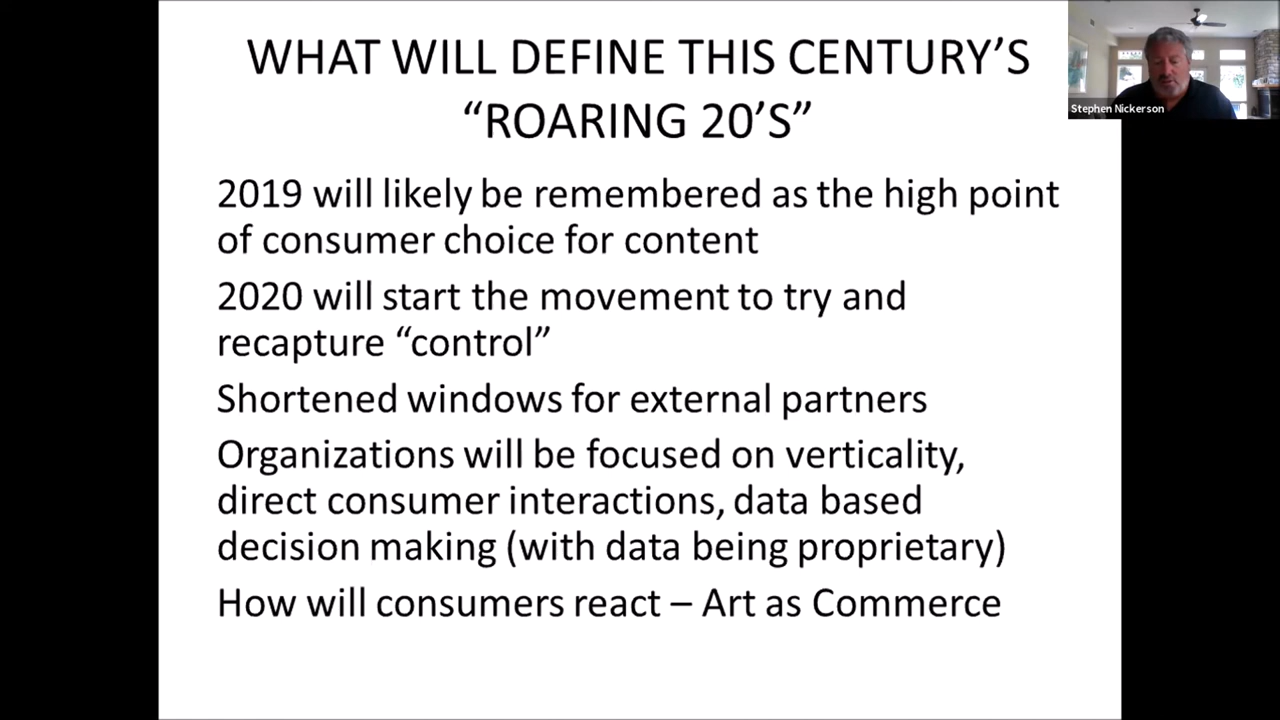 WHAT WILL DEFINE THIS CENTURY’S
“ROARING 20’S”
Stephen Nickerson
2019 will likely be remembered as the high point
of consumer choice for content
2020 will start the movement to try and
recapture “control”
Shortened windows for external partners
Organizations will be focused on verticality,
direct consumer interactions, data based
decision making (with data being proprietary)
How will consumers react – Art as Commerce